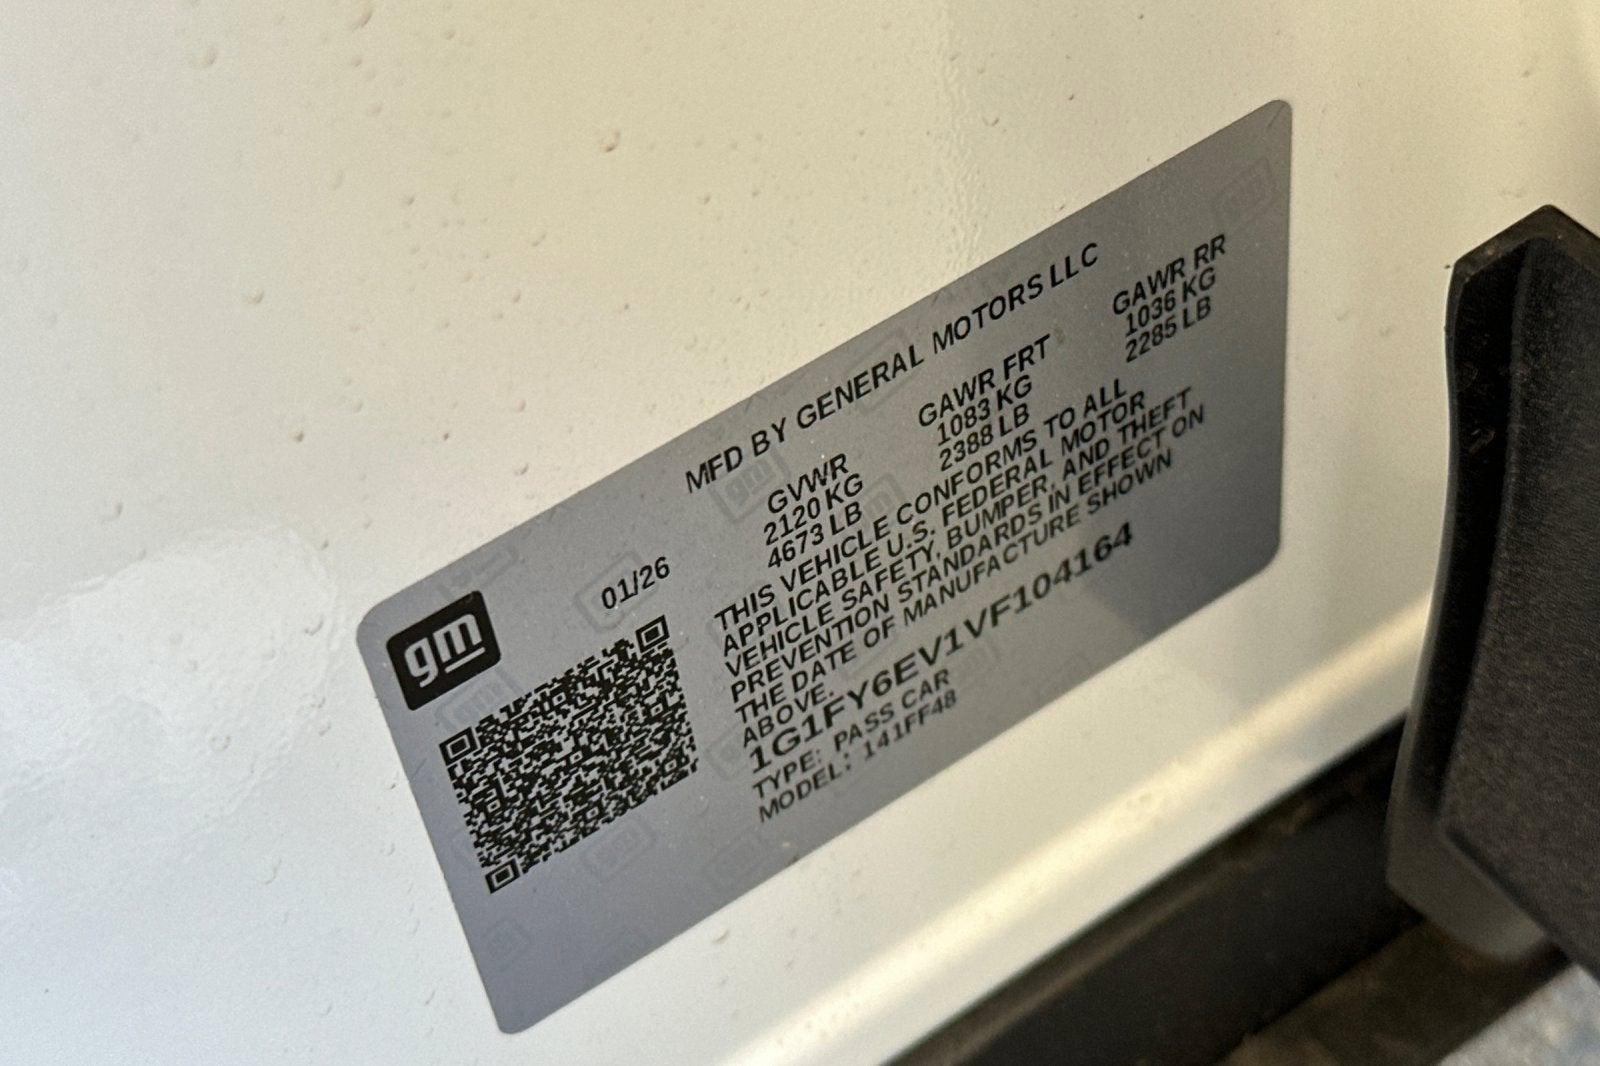 gm
01/26
MFD BY GENERAL MOTORS LLC
GVWR GAWR FRT GAWR RR
2120 KG 1083 KG 1036 KG
4673 LB 2388 LB 2285 LB
THIS VEHICLE CONFORMS TO ALL
APPLICABLE U.S. FEDERAL MOTOR
VEHICLE SAFETY, BUMPER, AND THEFT
PREVENTION STANDARDS IN EFFECT ON
THE DATE OF MANUFACTURE SHOWN
ABOVE.
1G1FY6EV1VF104164
TYPE: PASS CAR
MODEL: 141FF48